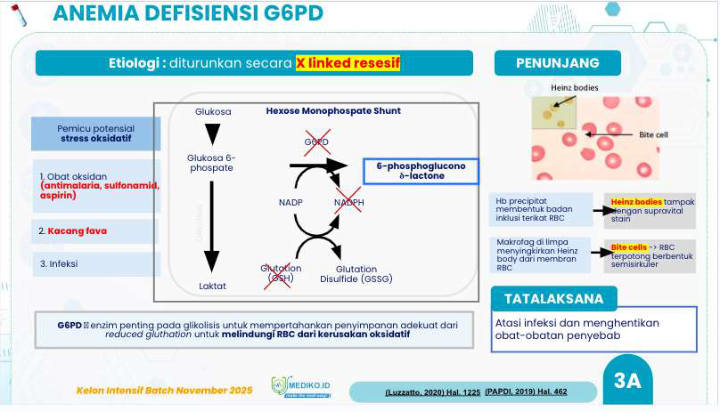 ANEMIA DEFISIENSI G6PD
Etiologi : diturunkan secara X linked resesif
Pemicu potensial
stress oksidatif
1. Obat oksidan
(antimalaria, sulfonamid,
aspirin)
2. Kacang fava
3. Infeksi
Glukosa
Hexose Monophospate Shunt
G6PD
Glukosa 6-
phospate
6-phosphoglucono
δ-lactone
NADP
NADPH
Glutation
(GSH)
Glutation
Disulfide (GSSG)
Laktat
G6PD enzim penting pada glikolisis untuk mempertahankan penyimpanan adekuat dari
reduced gluthation untuk melindungi RBC dari kerusakan oksidatif
PENUNJANG
Heinz bodies
Bite cell
Hb precipitat
membentuk badan
inklusi terikat RBC
Heinz bodies tampak
dengan supravital
stain
Makrofag di limpa
menyingkirkan Heinz
body dari membran
RBC
Bite cells -> RBC
terpotong berbentuk
semisirkuler
TATALAKSANA
Atasi infeksi dan menghentikan
obat-obatan penyebab
3A
Kelon Intensif Batch November 2025
MEDIKO.ID
(Luzzatto, 2020) Hal. 1225 (PAPDI, 2019) Hal. 462